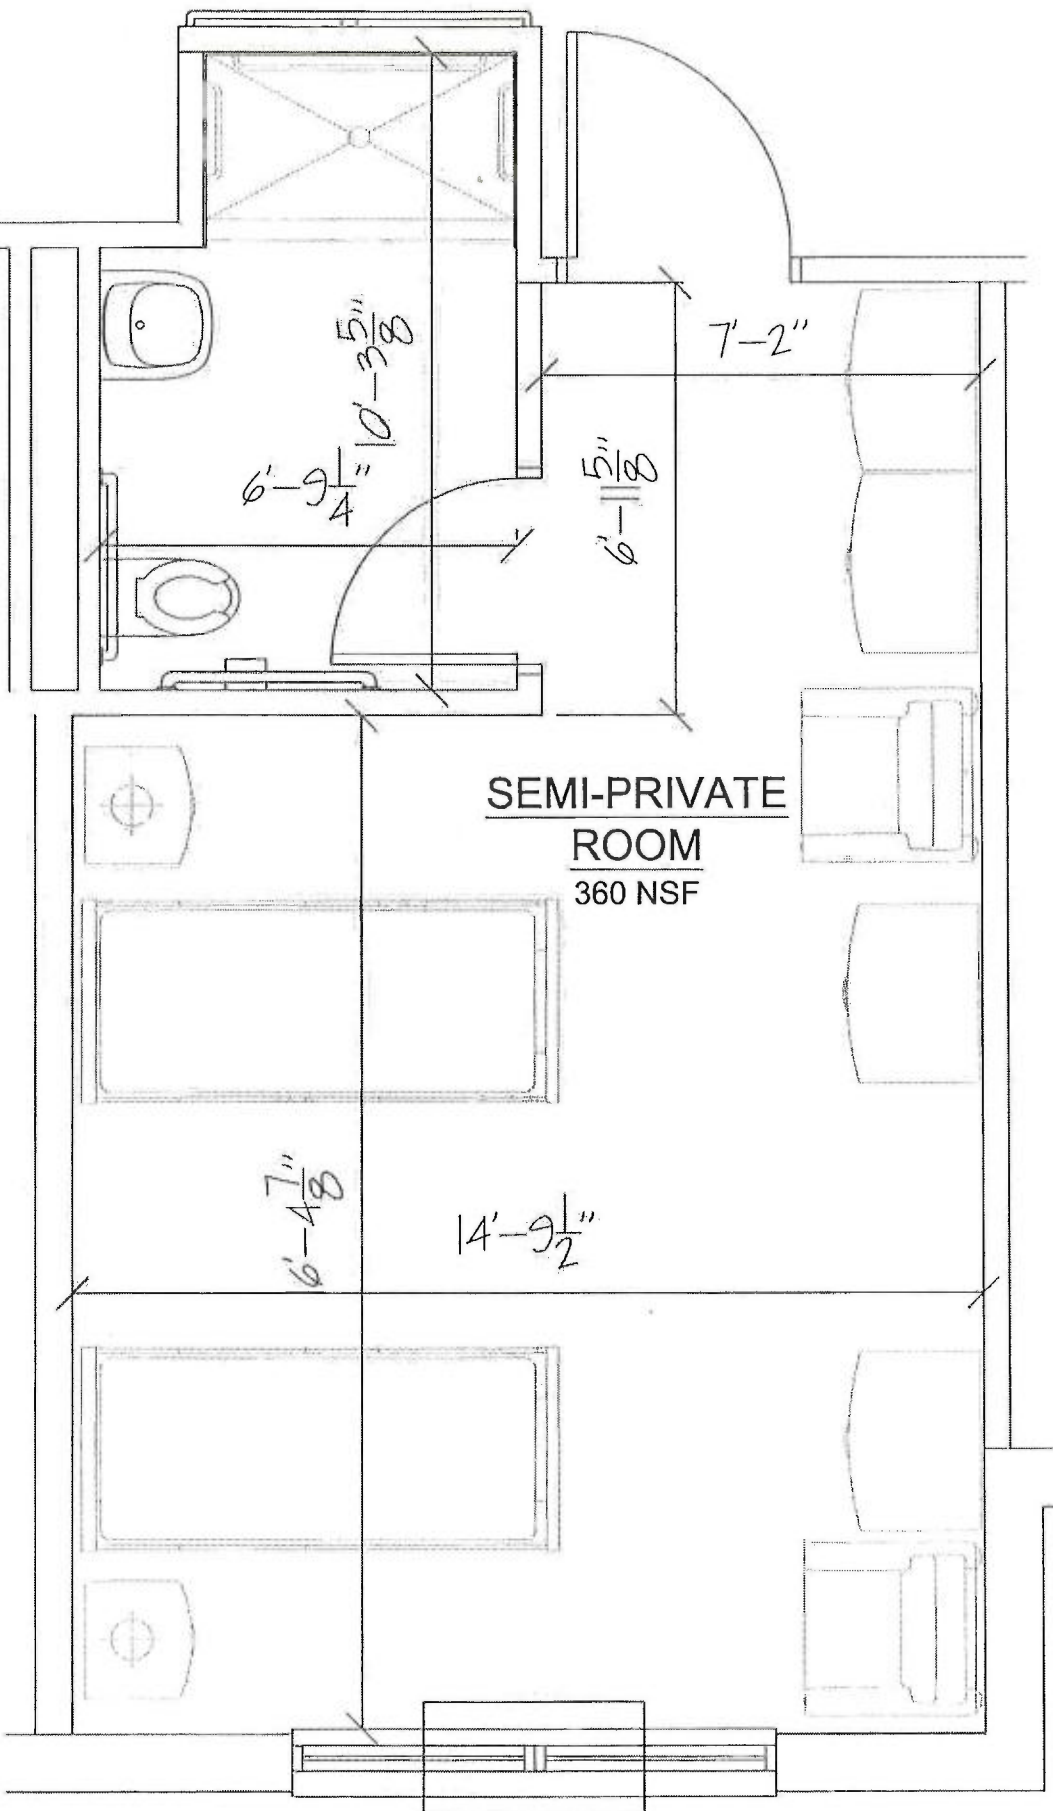 7'-2"
10'-3 5/8"
6'-9 1/4"
6'-11 5/8"
SEMI-PRIVATE
ROOM
360 NSF
6'-4 7/8"
14'-9 1/2"